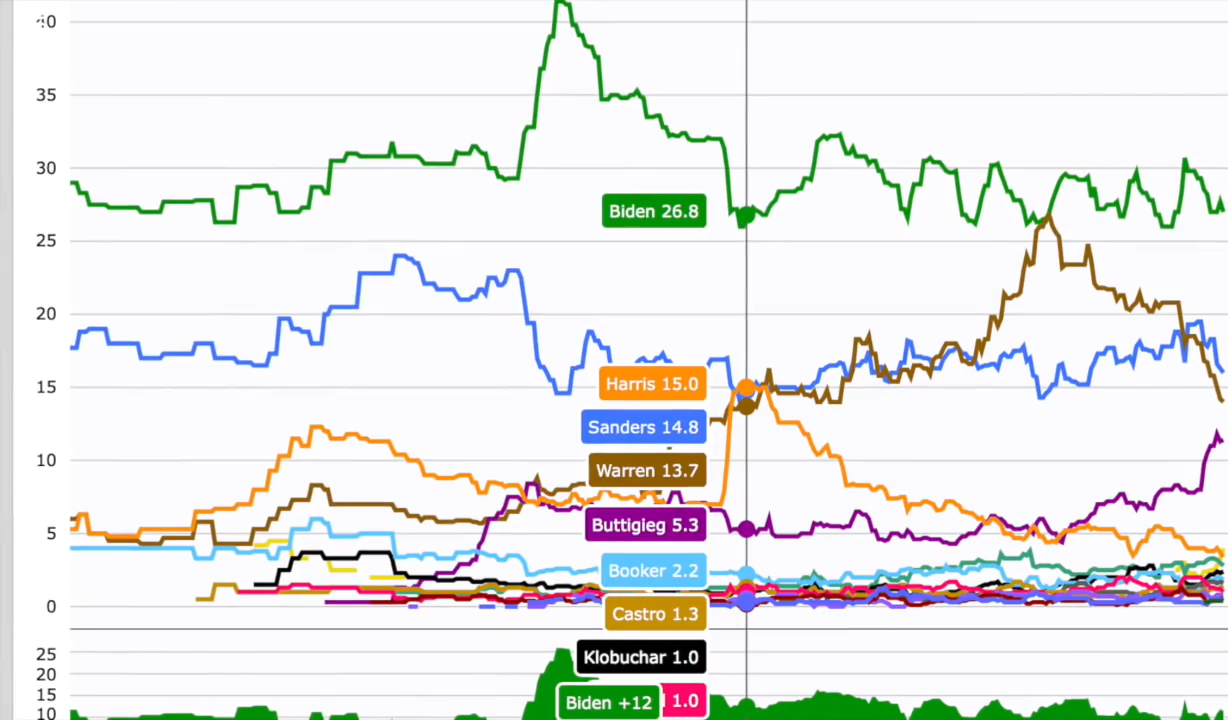 40
35
30
Biden 26.8
25
20
15
Harris 15.0
Sanders 14.8
10
Warren 13.7
5
Buttigieg 5.3
Booker 2.2
0
Castro 1.3
25
Klobuchar 1.0
20
15
Biden +12
1.0
10